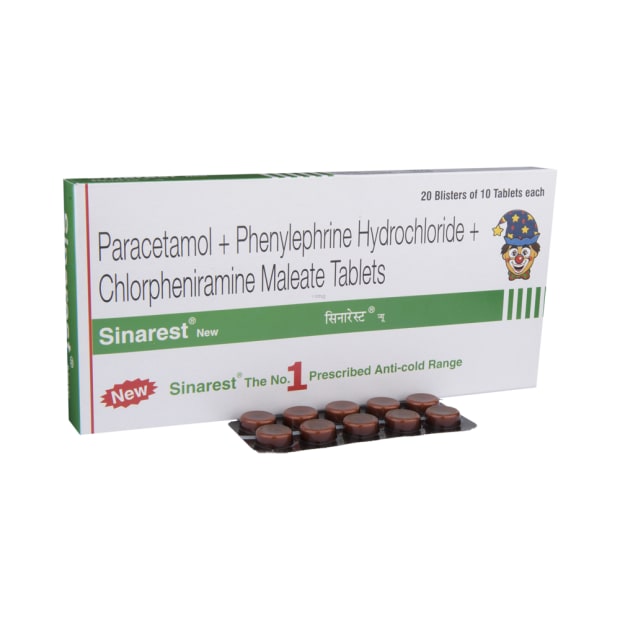 20 Blisters of 10 Tablets each
Paracetamol + Phenylephrine Hydrochloride +
Chlorpheniramine Maleate Tablets
Sinarest® New
सिनारेस्ट® न्यू
New
Sinarest® The No.1 Prescribed Anti-cold Range